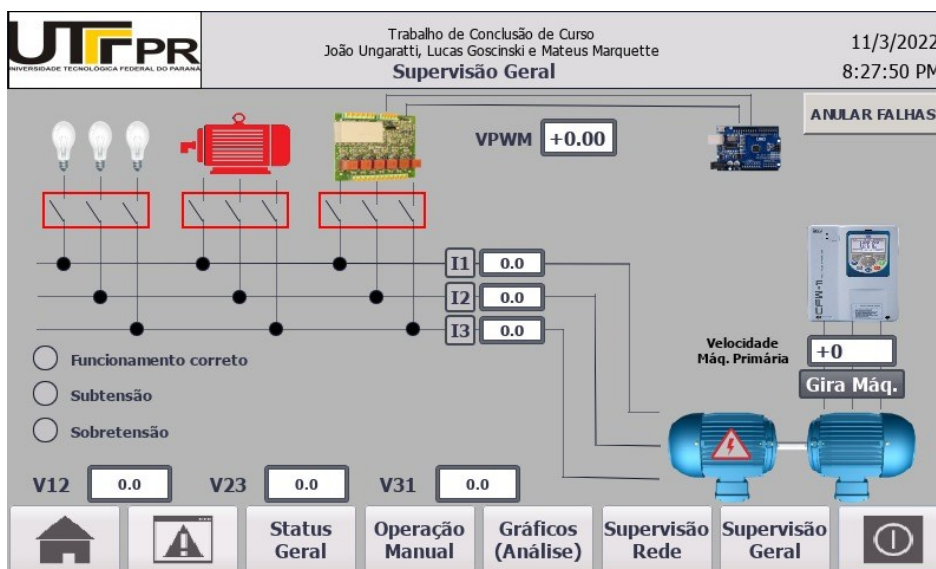 UTFPR
UNIVERSIDADE TECNOLÓGICA FEDERAL DO PARANÁ
Trabalho de Conclusão de Curso
João Ungaratti, Lucas Goscinski e Mateus Marquette
Supervisão Geral
11/3/2022
8:27:50 PM
ANULAR FALHAS
VPWM +0.00
I1 0.0
I2 0.0
I3 0.0
Funcionamento correto
Subtensão
Sobretensão
Velocidade
Máq. Primária
+0
Gira Máq.
V12 0.0 V23 0.0 V31 0.0
Status
Geral
Operação
Manual
Gráficos
(Análise)
Supervisão
Rede
Supervisão
Geral